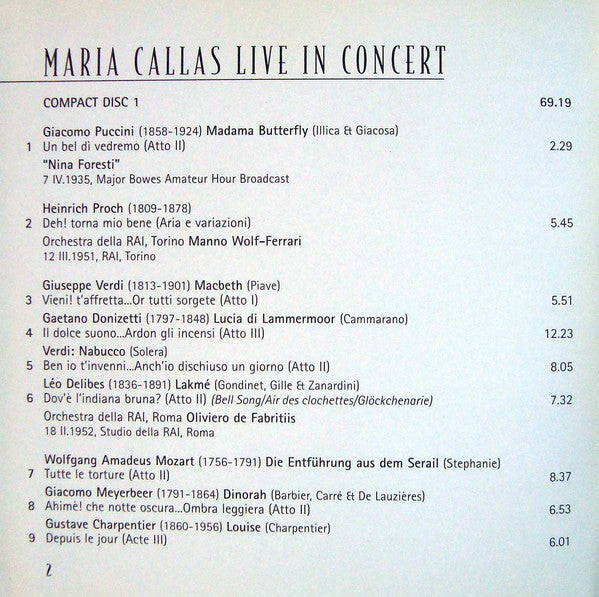 MARIA CALLAS LIVE IN CONCERT
COMPACT DISC 1 69.19
Giacomo Puccini (1858-1924) Madama Butterfly (Illica & Giacosa)
1 Un bel dì vedremo (Atto II) 2.29
"Nina Foresti"
7 IV.1935, Major Bowes Amateur Hour Broadcast
Heinrich Proch (1809-1878)
2 Deh! torna mio bene (Aria e variazioni) 5.45
Orchestra della RAI, Torino Manno Wolf-Ferrari
12 III.1951, RAI, Torino
Giuseppe Verdi (1813-1901) Macbeth (Piave)
3 Vieni! t'affretta...Or tutti sorgete (Atto I) 5.51
Gaetano Donizetti (1797-1848) Lucia di Lammermoor (Cammarano)
4 Il dolce suono...Ardon gli incensi (Atto III) 12.23
Verdi: Nabucco (Solera)
5 Ben io t'invenni...Anch'io dischiuso un giorno (Atto II) 8.05
Léo Delibes (1836-1891) Lakmé (Gondinet, Gille & Zanardini)
6 Dov'è l'indiana bruna? (Atto II) (Bell Song/Air des clochettes/Glöckchenarie) 7.32
Orchestra della RAI, Roma Oliviero de Fabritiis
18 II.1952, Studio della RAI, Roma
Wolfgang Amadeus Mozart (1756-1791) Die Entführung aus dem Serail (Stephanie)
7 Tutte le torture (Atto II) 8.37
Giacomo Meyerbeer (1791-1864) Dinorah (Barbier, Carré & De Lauzières)
8 Ahimè! che notte oscura...Ombra leggiera (Atto II) 6.53
Gustave Charpentier (1860-1956) Louise (Charpentier)
9 Depuis le jour (Acte III) 6.01
2